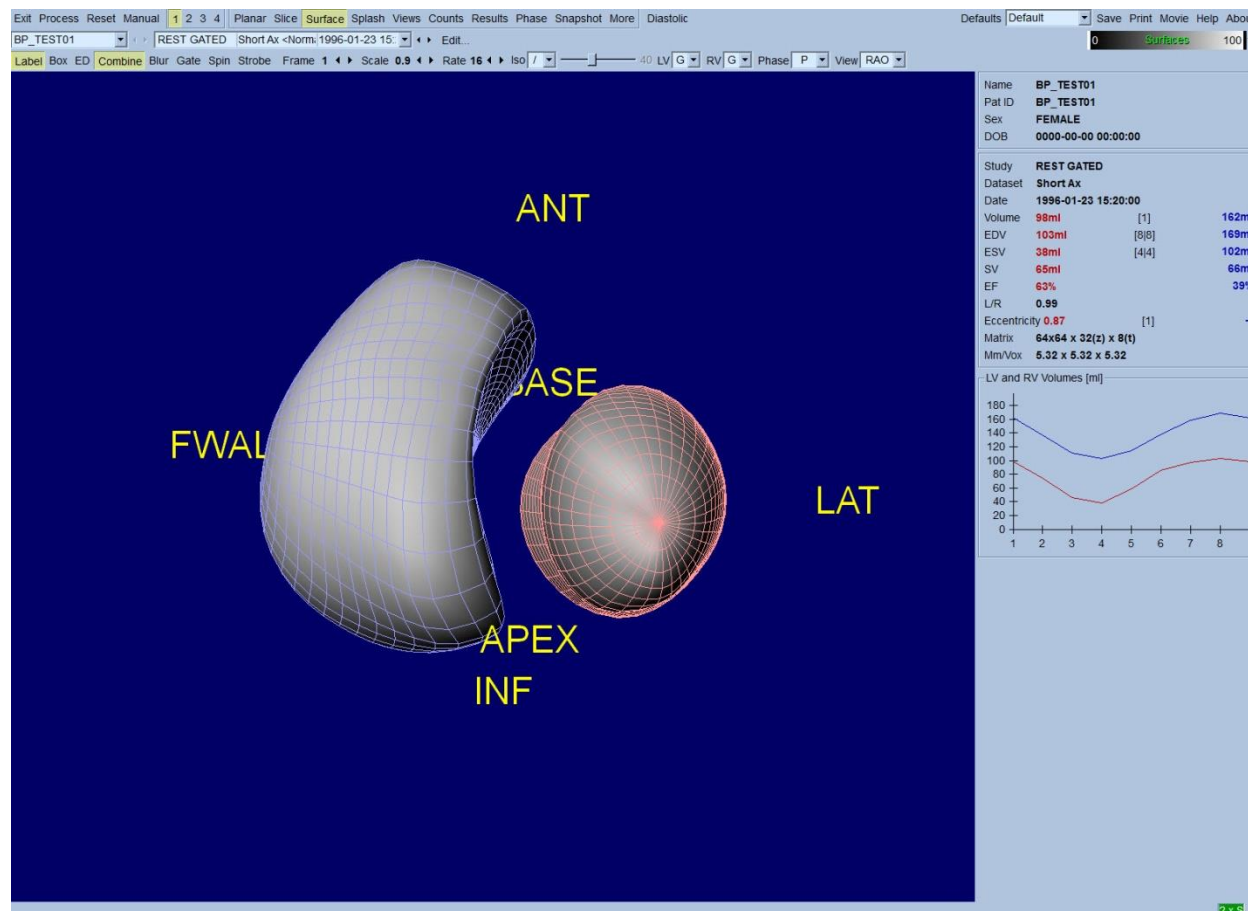 Exit Process Reset Manual 1 2 3 4 Planar Slice Surface Splash Views Counts Results Phase Snapshot More Diastolic Defaults Default Save Print Movie Help Abou
BP_TEST01 REST GATED Short Ax <Norm: 1996-01-23 15: Edit... 0 Surfaces 100
Label Box ED Combine Blur Gate Spin Strobe Frame 1 Scale 0.9 Rate 16 Iso / 40 LV G RV G Phase P View RAO
ANT
BASE
FWAL
LAT
APEX
INF
Name BP_TEST01
Pat ID BP_TEST01
Sex FEMALE
DOB 0000-00-00 00:00:00
Study REST GATED
Dataset Short Ax
Date 1996-01-23 15:20:00
Volume 98ml [1] 162m
EDV 103ml [8|8] 169m
ESV 38ml [4|4] 102m
SV 65ml 66m
EF 63% 39%
L/R 0.99
Eccentricity 0.87 [1] -
Matrix 64x64 x 32(z) x 8(t)
Mm/Vox 5.32 x 5.32 x 5.32
LV and RV Volumes [ml]
180
160
140
120
100
80
60
40
20
0
1 2 3 4 5 6 7 8